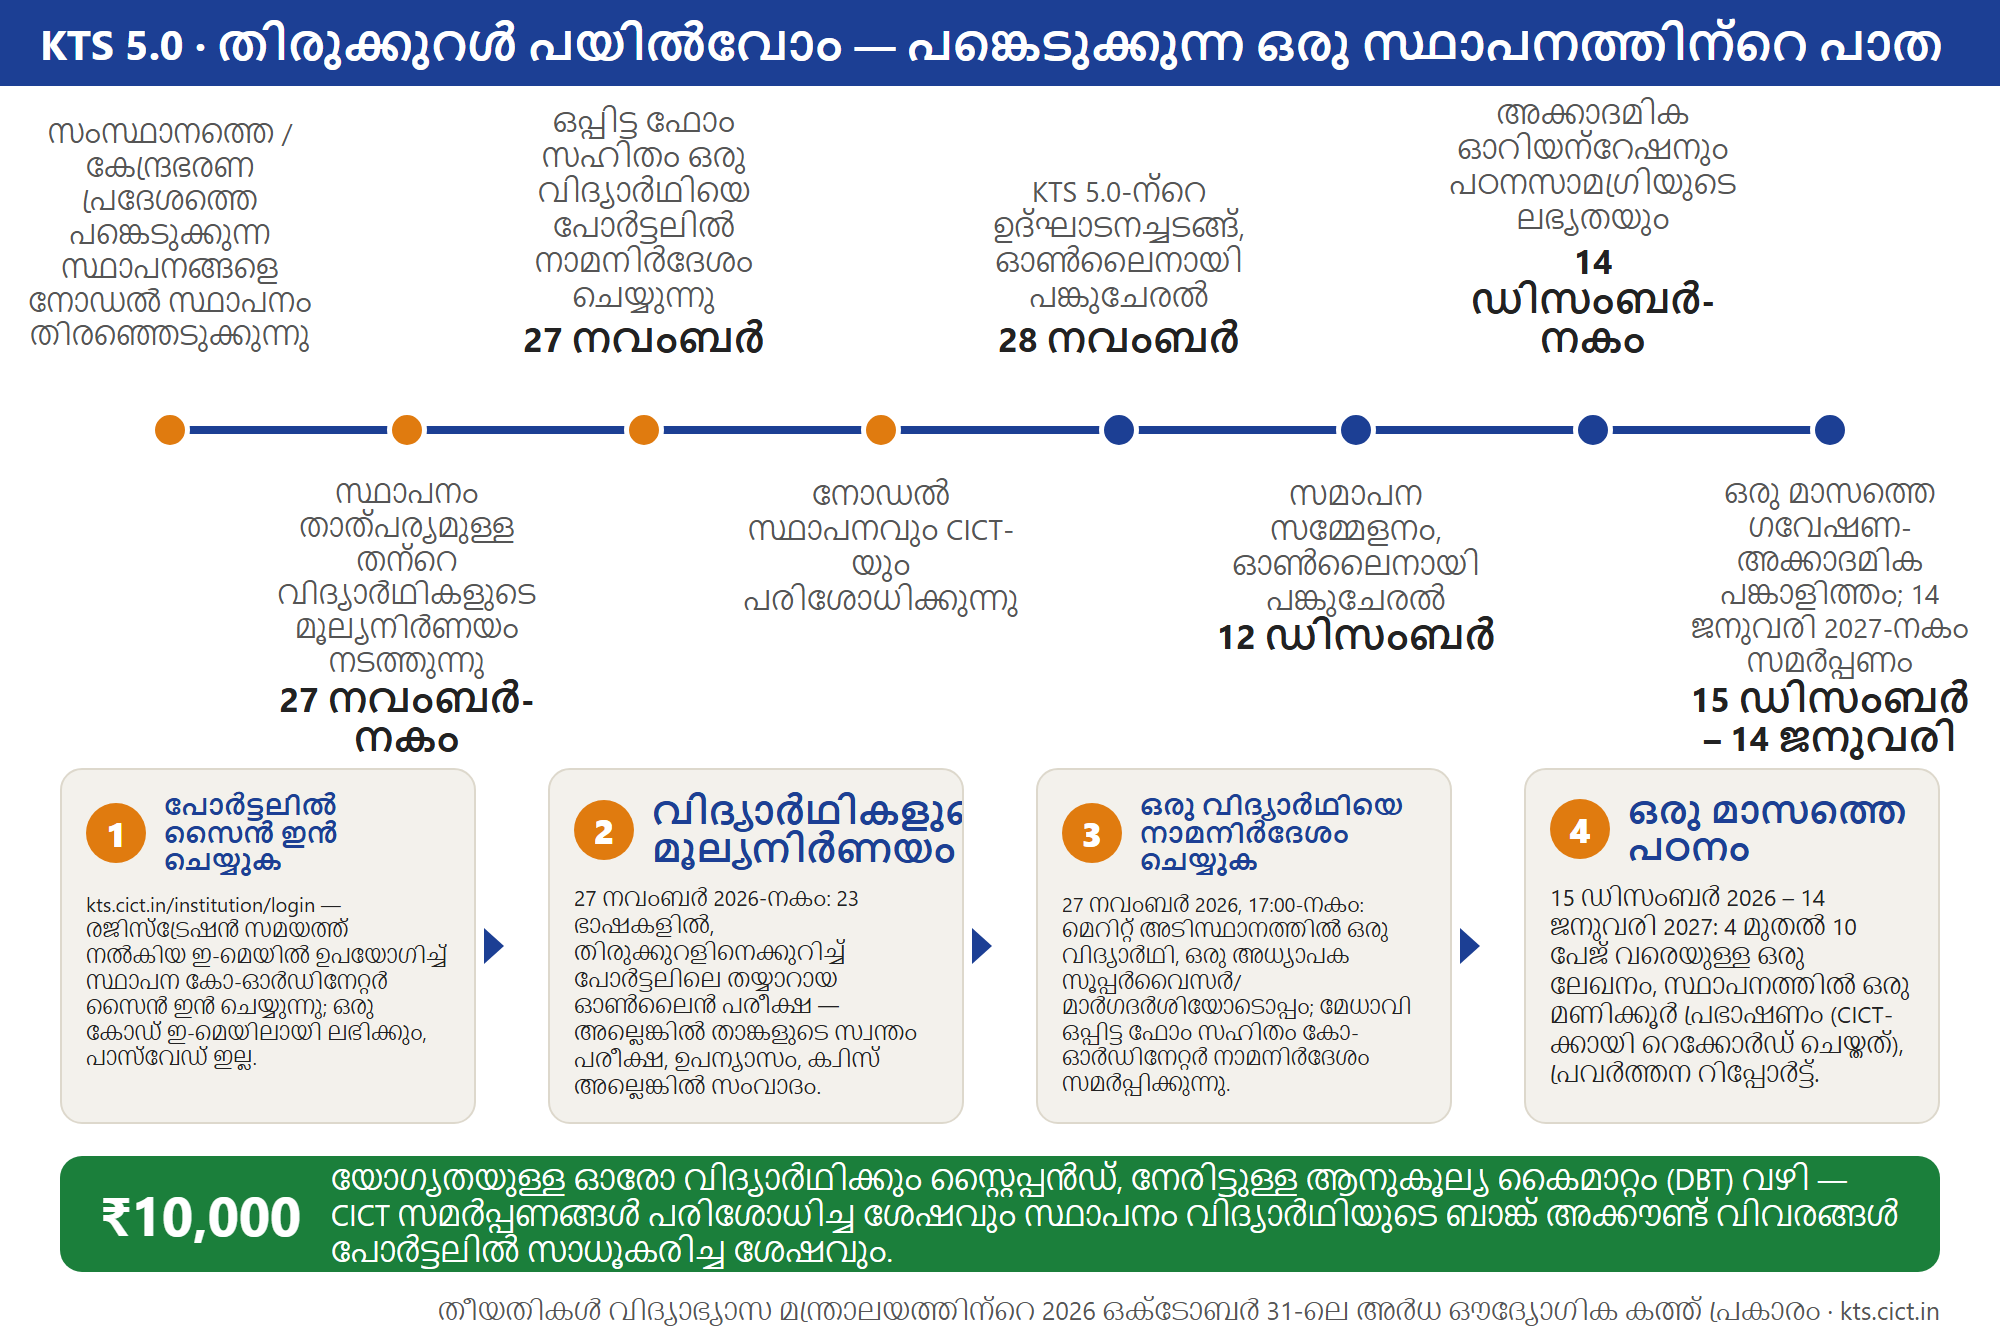 KTS 5.0 · തിരുക്കുറൾ പയിൽവോം — പങ്കെടുക്കുന്ന ഒരു സ്ഥാപനത്തിന്റെ പാത
സംസ്ഥാനത്തെ /
കേന്ദ്രഭരണ
പ്രദേശത്തെ
പങ്കെടുക്കുന്ന
സ്ഥാപനങ്ങളെ
നോഡൽ സ്ഥാപനം
തിരഞ്ഞെടുക്കുന്നു
ഒപ്പിട്ട ഫോം
സഹിതം ഒരു
വിദ്യാർഥിയെ
പോർട്ടലിൽ
നാമനിർദേശം
ചെയ്യുന്നു
27 നവംബർ
KTS 5.0-ന്റെ
ഉദ്ഘാടനച്ചടങ്ങ്,
ഓൺലൈനായി
പങ്കുചേരൽ
28 നവംബർ
അക്കാദമിക
ഓറിയന്റേഷനും
പഠനസാമഗ്രിയുടെ
ലഭ്യതയും
14
ഡിസംബർ-
നകം
സ്ഥാപനം
താത്പര്യമുള്ള
തന്റെ
വിദ്യാർഥികളുടെ
മൂല്യനിർണയം
നടത്തുന്നു
27 നവംബർ-
നകം
നോഡൽ
സ്ഥാപനവും CICT-
യും
പരിശോധിക്കുന്നു
സമാപന
സമ്മേളനം,
ഓൺലൈനായി
പങ്കുചേരൽ
12 ഡിസംബർ
ഒരു മാസത്തെ
ഗവേഷണ-
അക്കാദമിക
പങ്കാളിത്തം; 14
ജനുവരി 2027-നകം
സമർപ്പണം
15 ഡിസംബർ
– 14 ജനുവരി
1
പോർട്ടലിൽ
സൈൻ ഇൻ
ചെയ്യുക
kts.cict.in/institution/login —
രജിസ്ട്രേഷൻ സമയത്ത്
നൽകിയ ഇ-മെയിൽ ഉപയോഗിച്ച്
സ്ഥാപന കോ-ഓർഡിനേറ്റർ
സൈൻ ഇൻ ചെയ്യുന്നു; ഒരു
കോഡ് ഇ-മെയിലായി ലഭിക്കും,
പാസ്‌വേഡ് ഇല്ല.
2
മൂല്യനിർണയം
27 നവംബർ 2026-നകം: 23
ഭാഷകളിൽ,
തിരുക്കുറളിനെക്കുറിച്ച്
പോർട്ടലിലെ തയ്യാറായ
ഓൺലൈൻ പരീക്ഷ —
അല്ലെങ്കിൽ താങ്കളുടെ സ്വന്തം
പരീക്ഷ, ഉപന്യാസം, ക്വിസ്
അല്ലെങ്കിൽ സംവാദം.
3
ഒരു വിദ്യാർഥിയെ
നാമനിർദേശം
ചെയ്യുക
27 നവംബർ 2026, 17:00-നകം:
മെറിറ്റ് അടിസ്ഥാനത്തിൽ ഒരു
വിദ്യാർഥി, ഒരു അധ്യാപക
സൂപ്പർവൈസർ/
മാർഗദർശിയോടൊപ്പം; മേധാവി
ഒപ്പിട്ട ഫോം സഹിതം കോ-
ഓർഡിനേറ്റർ നാമനിർദേശം
സമർപ്പിക്കുന്നു.
4
ഒരു മാസത്തെ
പഠനം
15 ഡിസംബർ 2026 – 14
ജനുവരി 2027: 4 മുതൽ 10
പേജ് വരെയുള്ള ഒരു
ലേഖനം, സ്ഥാപനത്തിൽ ഒരു
മണിക്കൂർ പ്രഭാഷണം (CICT-
ക്കായി റെക്കോർഡ് ചെയ്തത്),
പ്രവർത്തന റിപ്പോർട്ട്.
₹10,000
യോഗ്യതയുള്ള ഓരോ വിദ്യാർഥിക്കും സ്റ്റൈപ്പൻഡ്, നേരിട്ടുള്ള ആനുകൂല്യ കൈമാറ്റം (DBT) വഴി —
CICT സമർപ്പണങ്ങൾ പരിശോധിച്ച ശേഷവും സ്ഥാപനം വിദ്യാർഥിയുടെ ബാങ്ക് അക്കൗണ്ട് വിവരങ്ങൾ
പോർട്ടലിൽ സാധൂകരിച്ച ശേഷവും.
തീയതികൾ വിദ്യാഭ്യാസ മന്ത്രാലയത്തിന്റെ 2026 ഒക്ടോബർ 31-ലെ അർധ ഔദ്യോഗിക കത്ത് പ്രകാരം · kts.cict.in